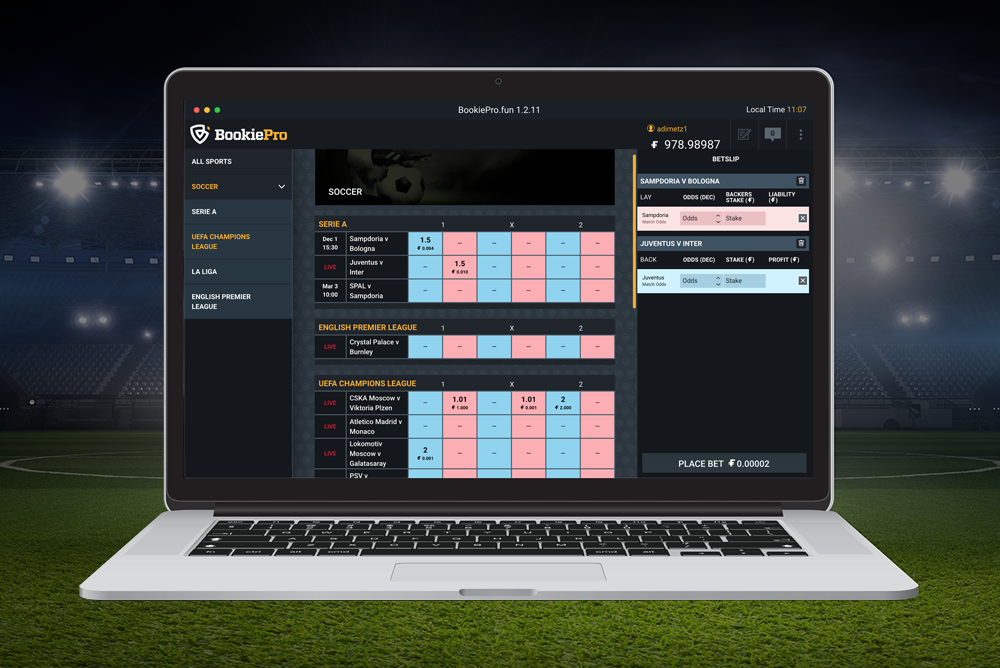 BookiePro.fun 1.2.11
Local Time 11:07
BookiePro
adimetz1
978.98987
0
ALL SPORTS
SOCCER
SERIE A
UEFA CHAMPIONS
LEAGUE
LA LIGA
ENGLISH PREMIER
LEAGUE
SOCCER
SERIE A 1 X 2
Dec 1
15:30
Sampdoria v
Bologna
1.5
0.004
-- -- -- -- --
LIVE
Juventus v
Inter
--
1.5
0.010
-- -- -- --
Mar 3
10:00
SPAL v
Sampdoria
-- -- -- -- -- --
ENGLISH PREMIER LEAGUE 1 X 2
LIVE
Crystal Palace v
Burnley
-- -- -- -- -- --
UEFA CHAMPIONS LEAGUE 1 X 2
LIVE
CSKA Moscow v
Viktoria Plzen
--
1.01
1.000
--
1.01
0.001
2
2.000
--
LIVE
Atletico Madrid v
Monaco
-- -- -- -- -- --
LIVE
Lokomotiv
Moscow v
Galatasaray
2
0.001
-- -- -- -- --
PSV v
BETSLIP
SAMPDORIA V BOLOGNA
LAY ODDS (DEC) BACKERS STAKE (₮) LIABILITY (₮)
Sampdoria
Match Odds
Odds Stake
JUVENTUS V INTER
BACK ODDS (DEC) STAKE (₮) PROFIT (₮)
Juventus
Match Odds
Odds Stake
PLACE BET 0.00002
fn ctrl alt cmd cmd alt